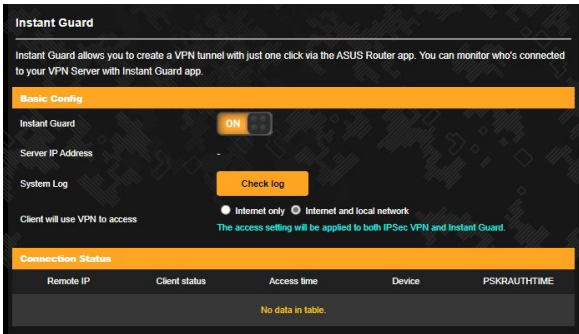 Instant Guard
Instant Guard allows you to create a VPN tunnel with just one click via the ASUS Router app. You can monitor who's connected
to your VPN Server with Instant Guard app.
Basic Config
Instant Guard
ON
Server IP Address
-
System Log
Check log
Client will use VPN to access
Internet only Internet and local network
The access setting will be applied to both IPSec VPN and Instant Guard.
Connection Status
Remote IP Client status Access time Device PSKRAUTHTIME
No data in table.